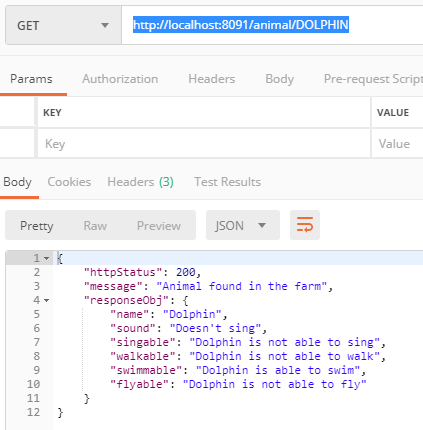 GET http://localhost:8091/animal/DOLPHIN
Params Authorization Headers Body Pre-request Script
KEY VALUE
Key Value
Body Cookies Headers (3) Test Results
Pretty Raw Preview JSON
1 {
2 "httpStatus": 200,
3 "message": "Animal found in the farm",
4 "responseObj": {
5 "name": "Dolphin",
6 "sound": "Doesn't sing",
7 "singable": "Dolphin is not able to sing",
8 "walkable": "Dolphin is not able to walk",
9 "swimmable": "Dolphin is able to swim",
10 "flyable": "Dolphin is not able to fly"
11 }
12 }